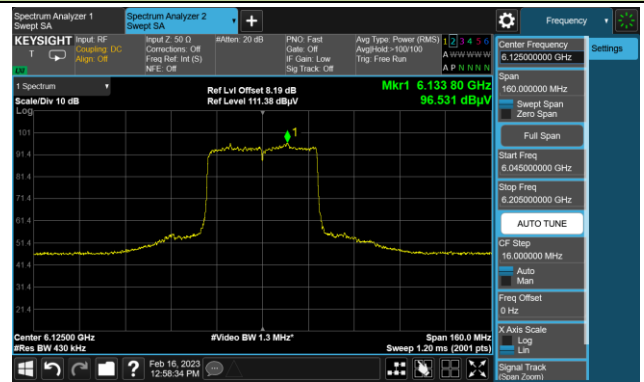 Spectrum Analyzer 1
Swept SA
Spectrum Analyzer 2
Swept SA
+
Frequency
KEYSIGHT
T
Input: RF
Coupling: DC
Align: Off
Input Z: 50 Ω
Corrections: Off
Freq Ref: Int (S)
NFE: Off
#Atten: 20 dB
PNO: Fast
Gate: Off
IF Gain: Low
Sig Track: Off
Avg Type: Power (RMS)
Avg|Hold >100/100
Trig: Free Run
1 2 3 4 5 6
A W W W W W
A P N N N N
1 Spectrum
Scale/Div 10 dB
Log
Ref Lvl Offset 8.19 dB
Ref Level 111.38 dBµV
Mkr1 6.133 80 GHz
96.531 dBµV
1
101
91.4
81.4
71.4
61.4
51.4
41.4
31.4
21.4
Center 6.12500 GHz
#Res BW 430 kHz
#Video BW 1.3 MHz*
Span 160.0 MHz
Sweep 1.20 ms (2001 pts)
Center Frequency
6.125000000 GHz
Settings
Span
160.000000 MHz
Swept Span
Zero Span
Full Span
Start Freq
6.045000000 GHz
Stop Freq
6.205000000 GHz
AUTO TUNE
CF Step
16.000000 MHz
Auto
Man
Freq Offset
0 Hz
X Axis Scale
Log
Lin
Signal Track
(Span Zoom)
?
Feb 16, 2023
12:58:34 PM